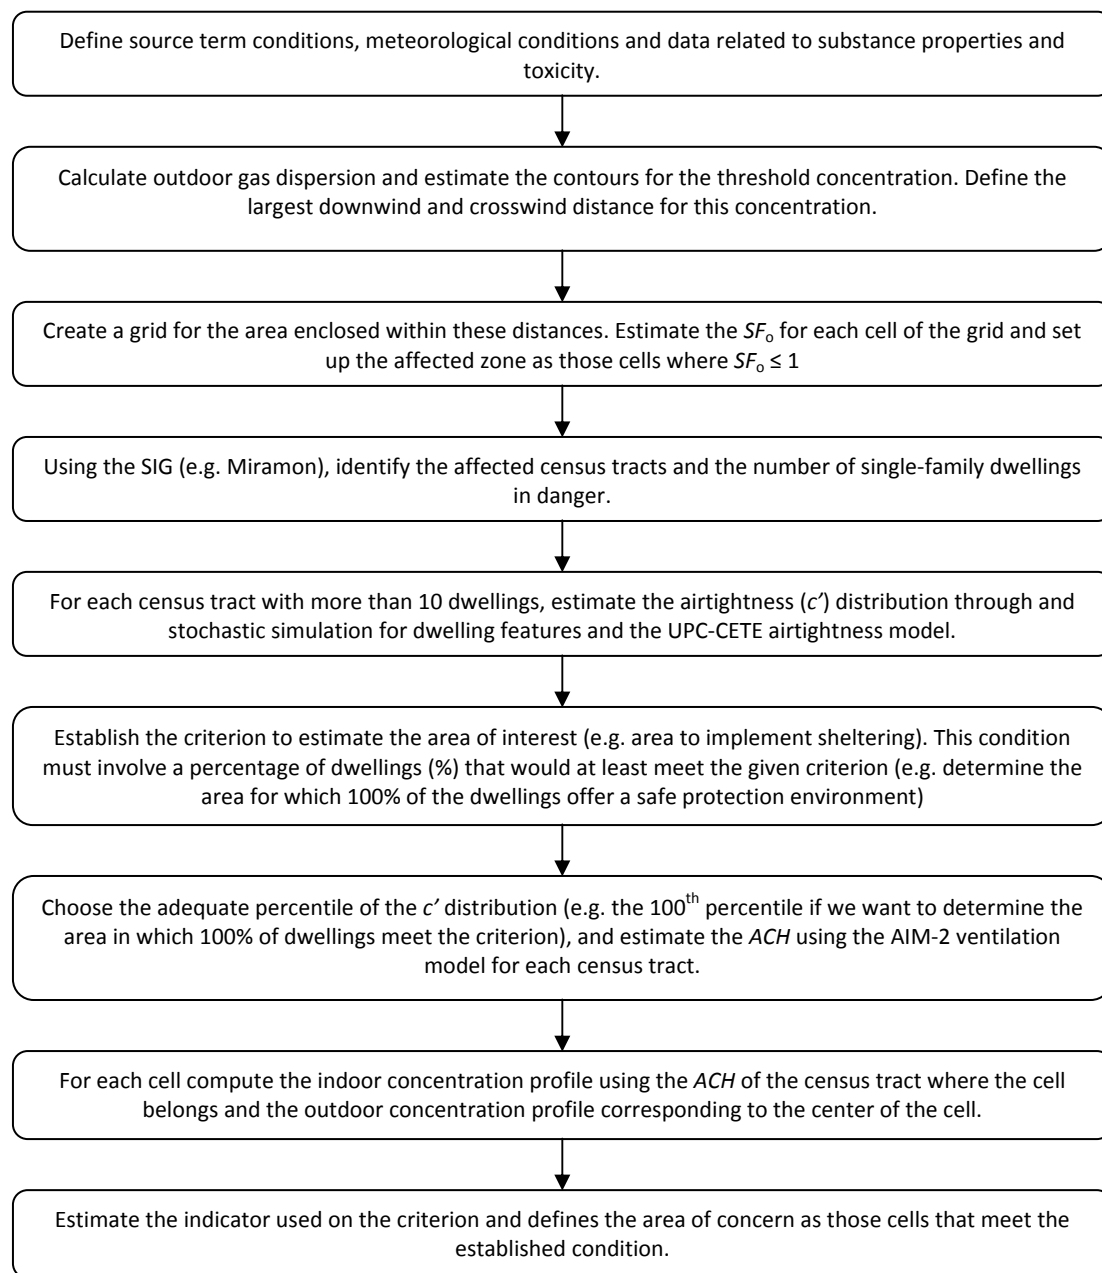 Define source term conditions, meteorological conditions and data related to substance properties and
toxicity.
Calculate outdoor gas dispersion and estimate the contours for the threshold concentration. Define the
largest downwind and crosswind distance for this concentration.
Create a grid for the area enclosed within these distances. Estimate the SFo for each cell of the grid and set
up the affected zone as those cells where SFo ≤ 1
Using the SIG (e.g. Miramon), identify the affected census tracts and the number of single-family dwellings
in danger.
For each census tract with more than 10 dwellings, estimate the airtightness (c’) distribution through and
stochastic simulation for dwelling features and the UPC-CETE airtightness model.
Establish the criterion to estimate the area of interest (e.g. area to implement sheltering). This condition
must involve a percentage of dwellings (%) that would at least meet the given criterion (e.g. determine the
area for which 100% of the dwellings offer a safe protection environment)
Choose the adequate percentile of the c’ distribution (e.g. the 100th percentile if we want to determine the
area in which 100% of dwellings meet the criterion), and estimate the ACH using the AIM-2 ventilation
model for each census tract.
For each cell compute the indoor concentration profile using the ACH of the census tract where the cell
belongs and the outdoor concentration profile corresponding to the center of the cell.
Estimate the indicator used on the criterion and defines the area of concern as those cells that meet the
established condition.